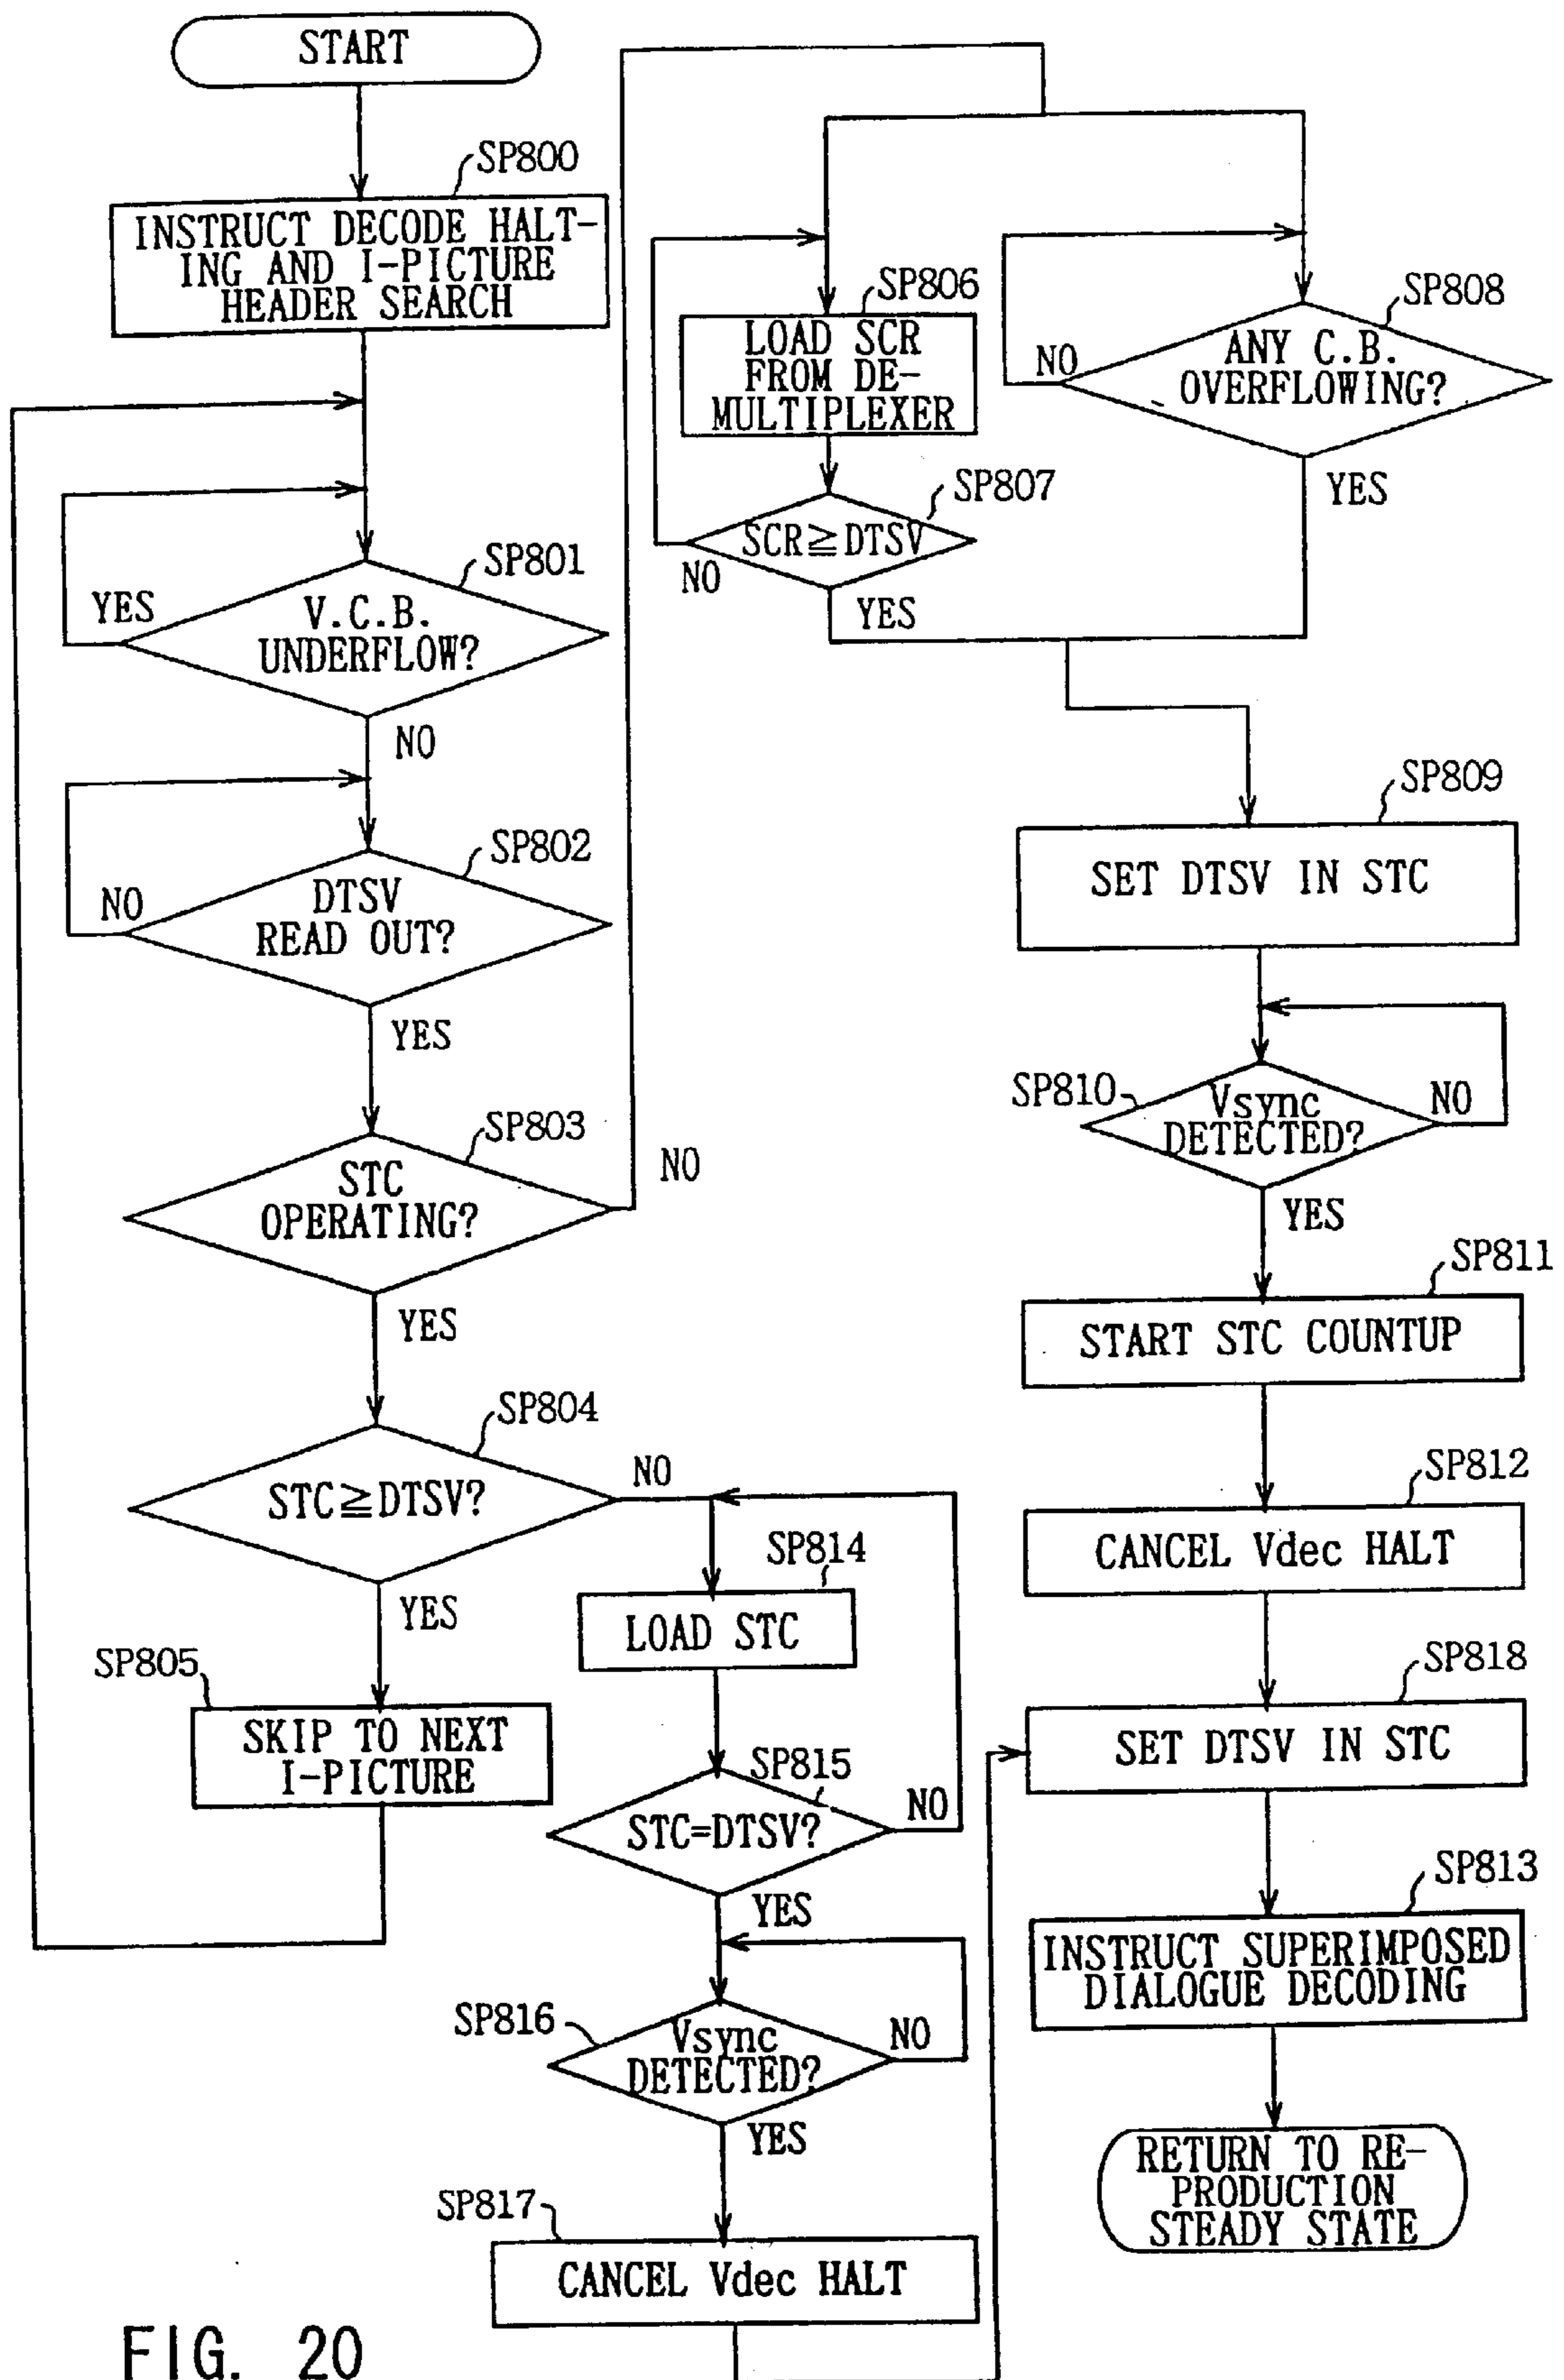 START
SP800
INSTRUCT DECODE HALT-
ING AND I-PICTURE
HEADER SEARCH
SP801
YES
V.C.B.
UNDERFLOW?
NO
SP802
NO
DTSV
READ OUT?
YES
SP803
STC
OPERATING?
NO
YES
SP804
STC≧DTSV?
NO
YES
SP805
SKIP TO NEXT
I-PICTURE
SP814
LOAD STC
SP815
STC=DTSV?
NO
YES
SP816
Vsync
DETECTED?
NO
YES
SP817
CANCEL Vdec HALT
SP806
LOAD SCR
FROM DE-
MULTIPLEXER
SP807
SCR≧DTSV
NO
YES
SP808
ANY C.B.
OVERFLOWING?
NO
YES
SP809
SET DTSV IN STC
SP810
Vsync
DETECTED?
NO
YES
SP811
START STC COUNTUP
SP812
CANCEL Vdec HALT
SP818
SET DTSV IN STC
SP813
INSTRUCT SUPERIMPOSED
DIALOGUE DECODING
RETURN TO RE-
PRODUCTION
STEADY STATE
FIG. 20